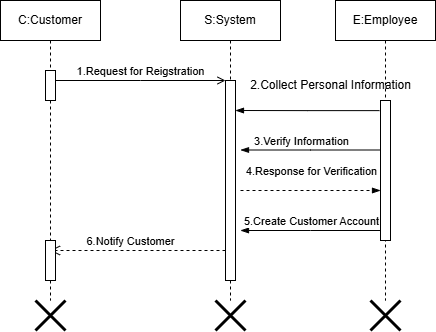 C:Customer
S:System
E:Employee
1.Request for Reigstration
2.Collect Personal Information
3.Verify Information
4.Response for Verification
5.Create Customer Account
6.Notify Customer